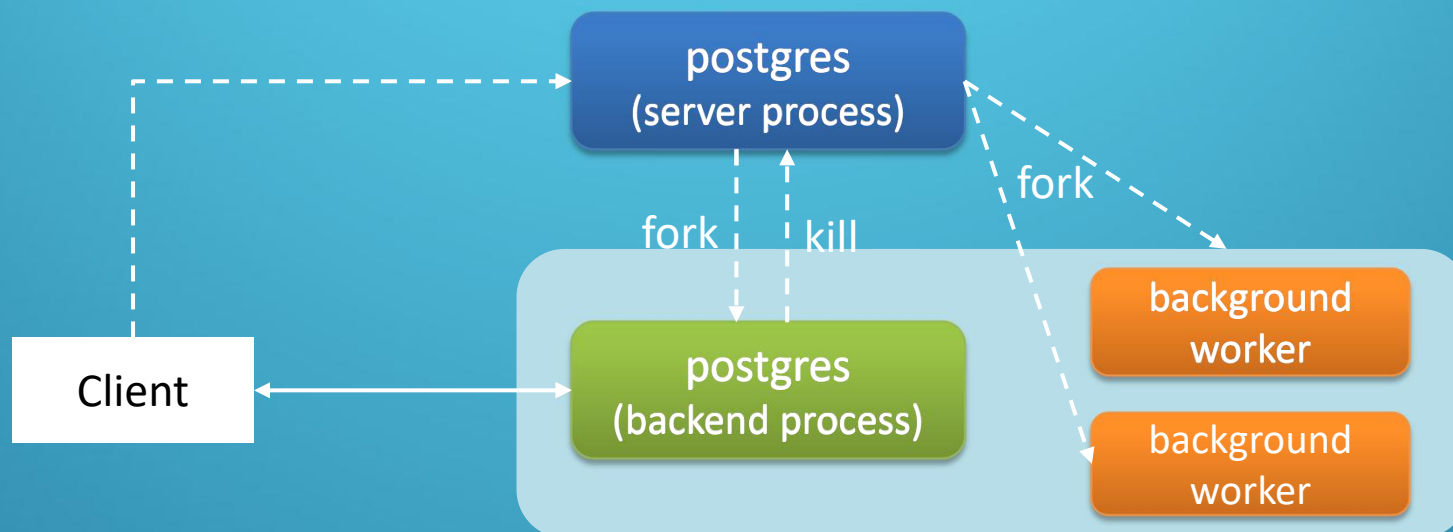 postgres
(server process)
fork
fork
kill
background
worker
Client
postgres
(backend process)
background
worker